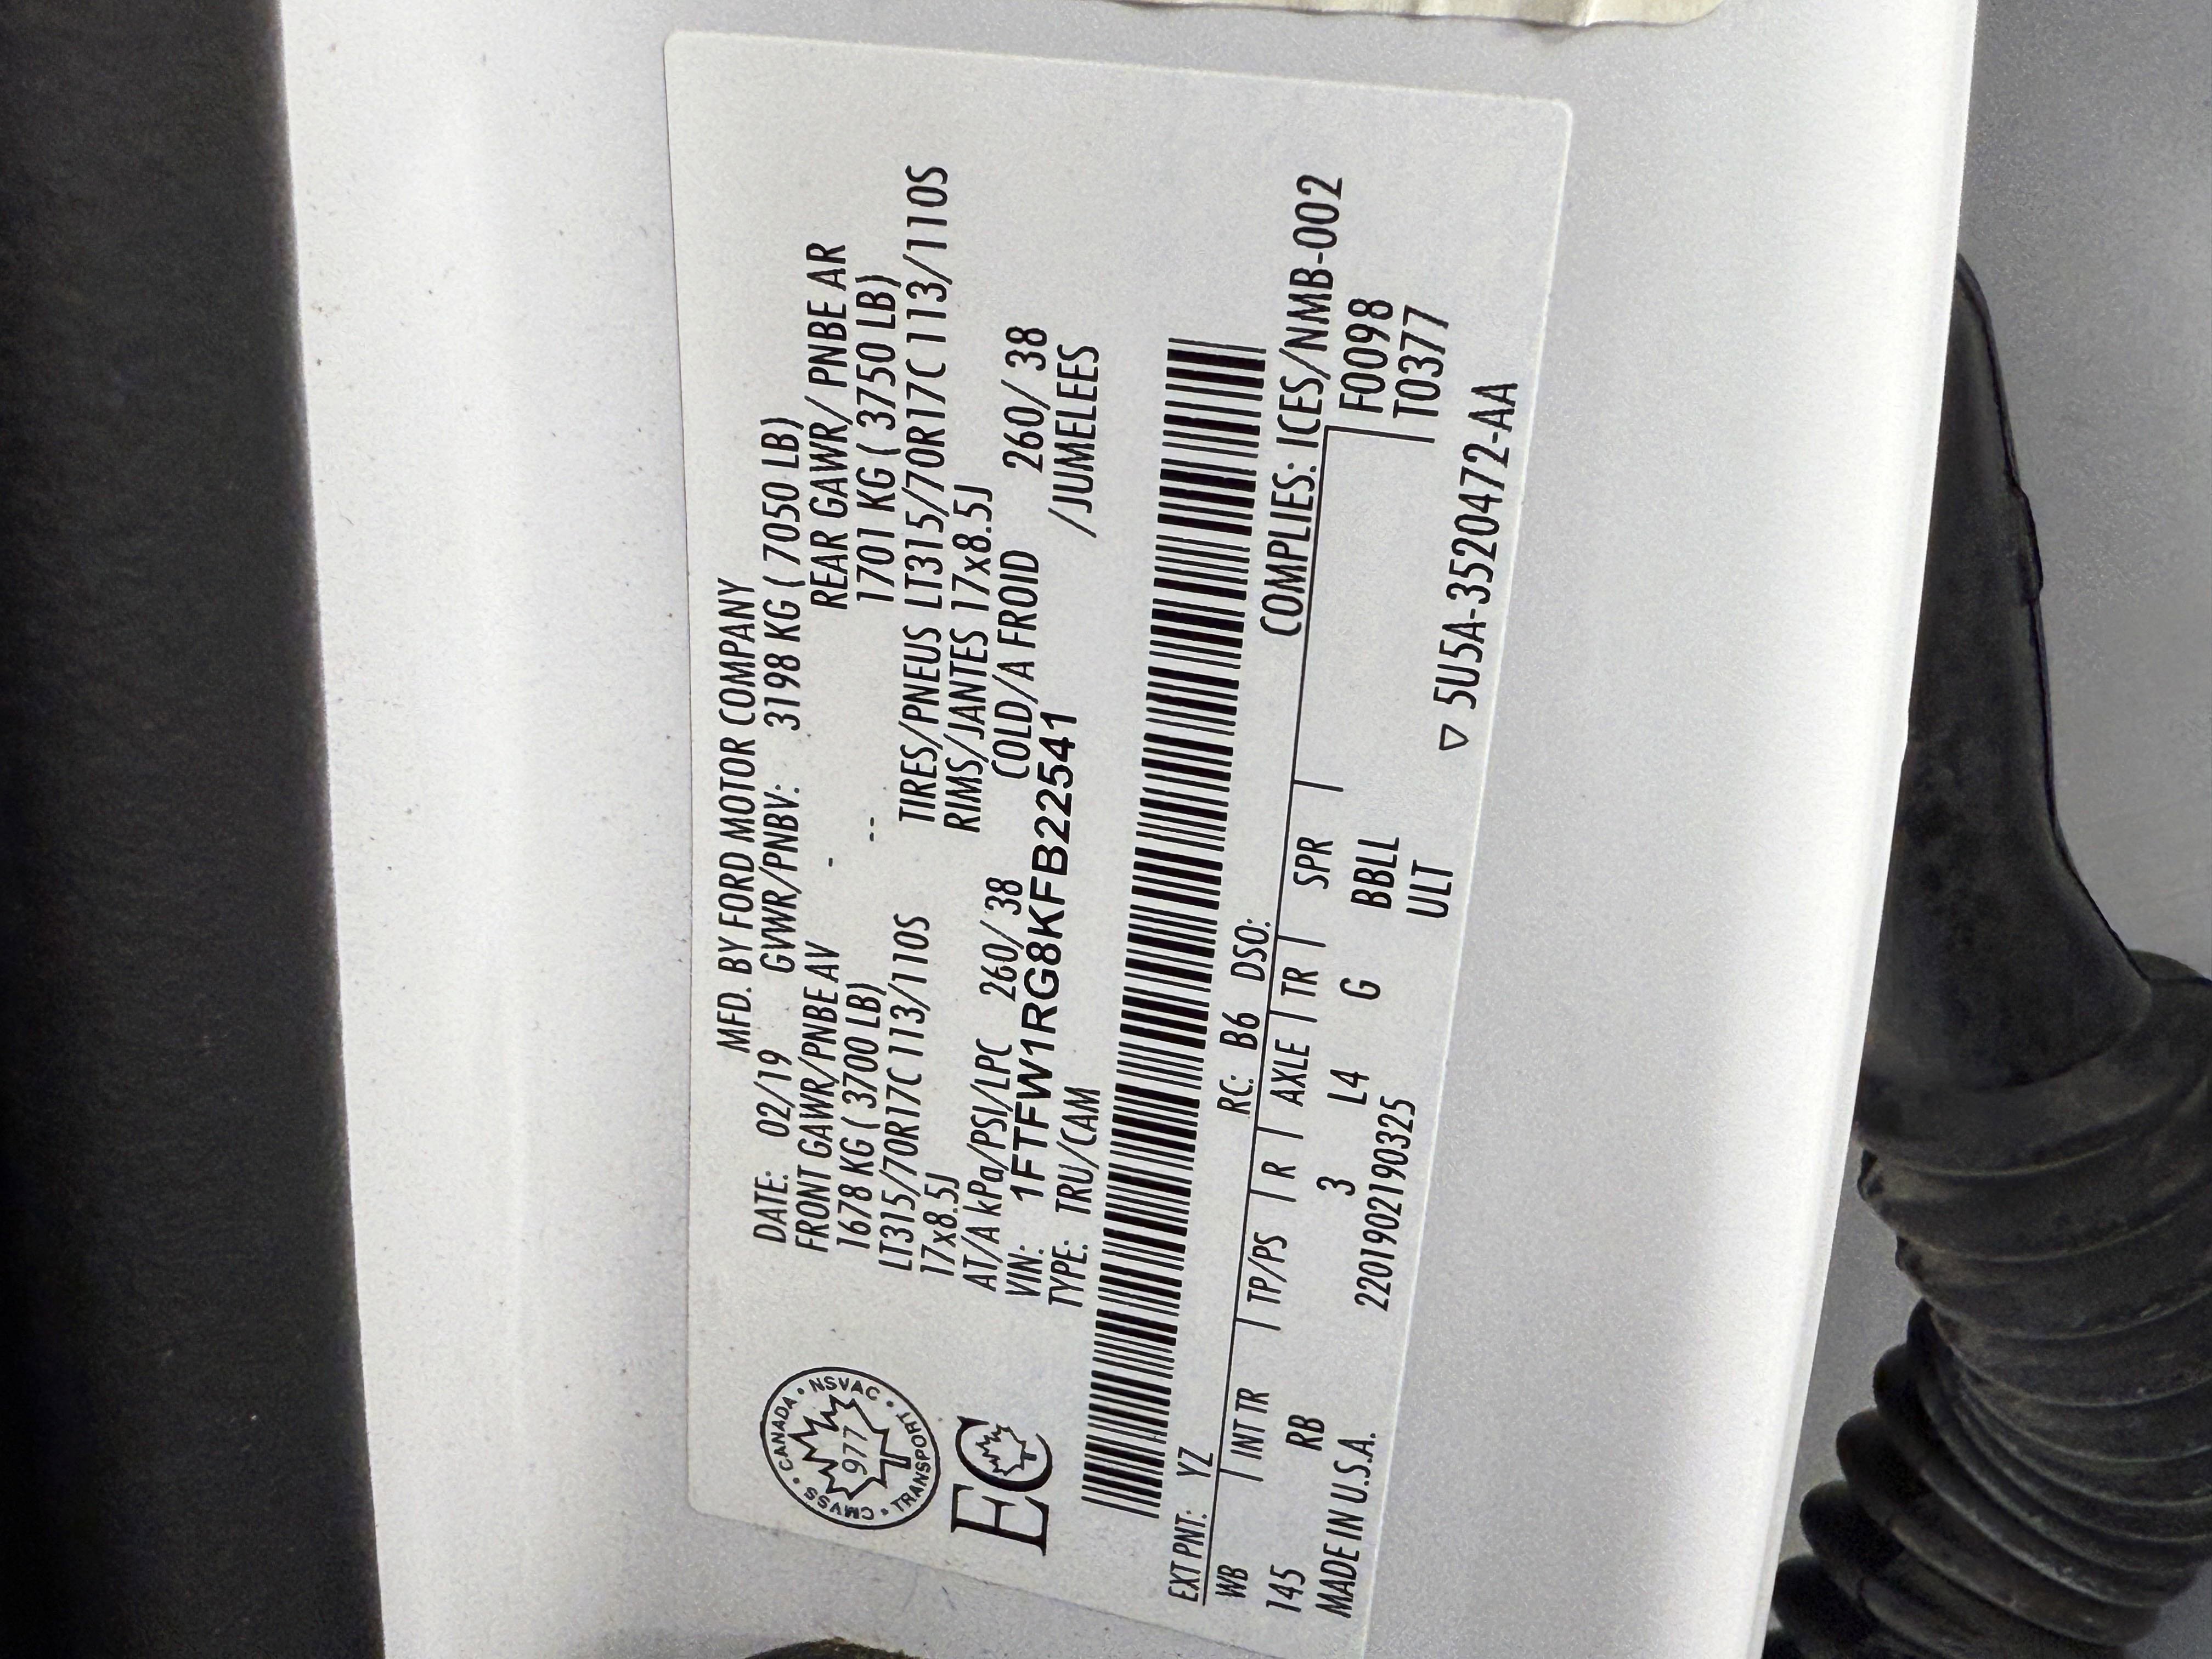 MFD. BY FORD MOTOR COMPANY
DATE: 02/19 GVWR/PNBV: 3198 KG ( 7050 LB)
FRONT GAWR/PNBE AV - REAR GAWR/ PNBE AR
1678 KG ( 3700 LB) -- 1701 KG ( 3750 LB)
LT315/70R17C 113/110S TIRES/PNEUS LT315/70R17C 113/110S
17x8.5J RIMS/JANTES 17x8.5J
AT/A kPa/PSI/LPC 260/ 38 COLD/A FROID 260/ 38
VIN: 1FTFW1RG8KFB22541 /JUMELEES
TYPE: TRU/CAM
CMVSS • CANADA • NSVAC • TRANSPORT •
977
EC
EXT PNT: YZ RC: B6 DSO: COMPLIES: ICES/NMB-002
WB INT TR TP/PS R AXLE TR SPR F0098
145 RB 3 L4 G BBLL T0377
MADE IN U.S.A. 220190219032​5 ULT
▽ 5U5A-3520472-AA